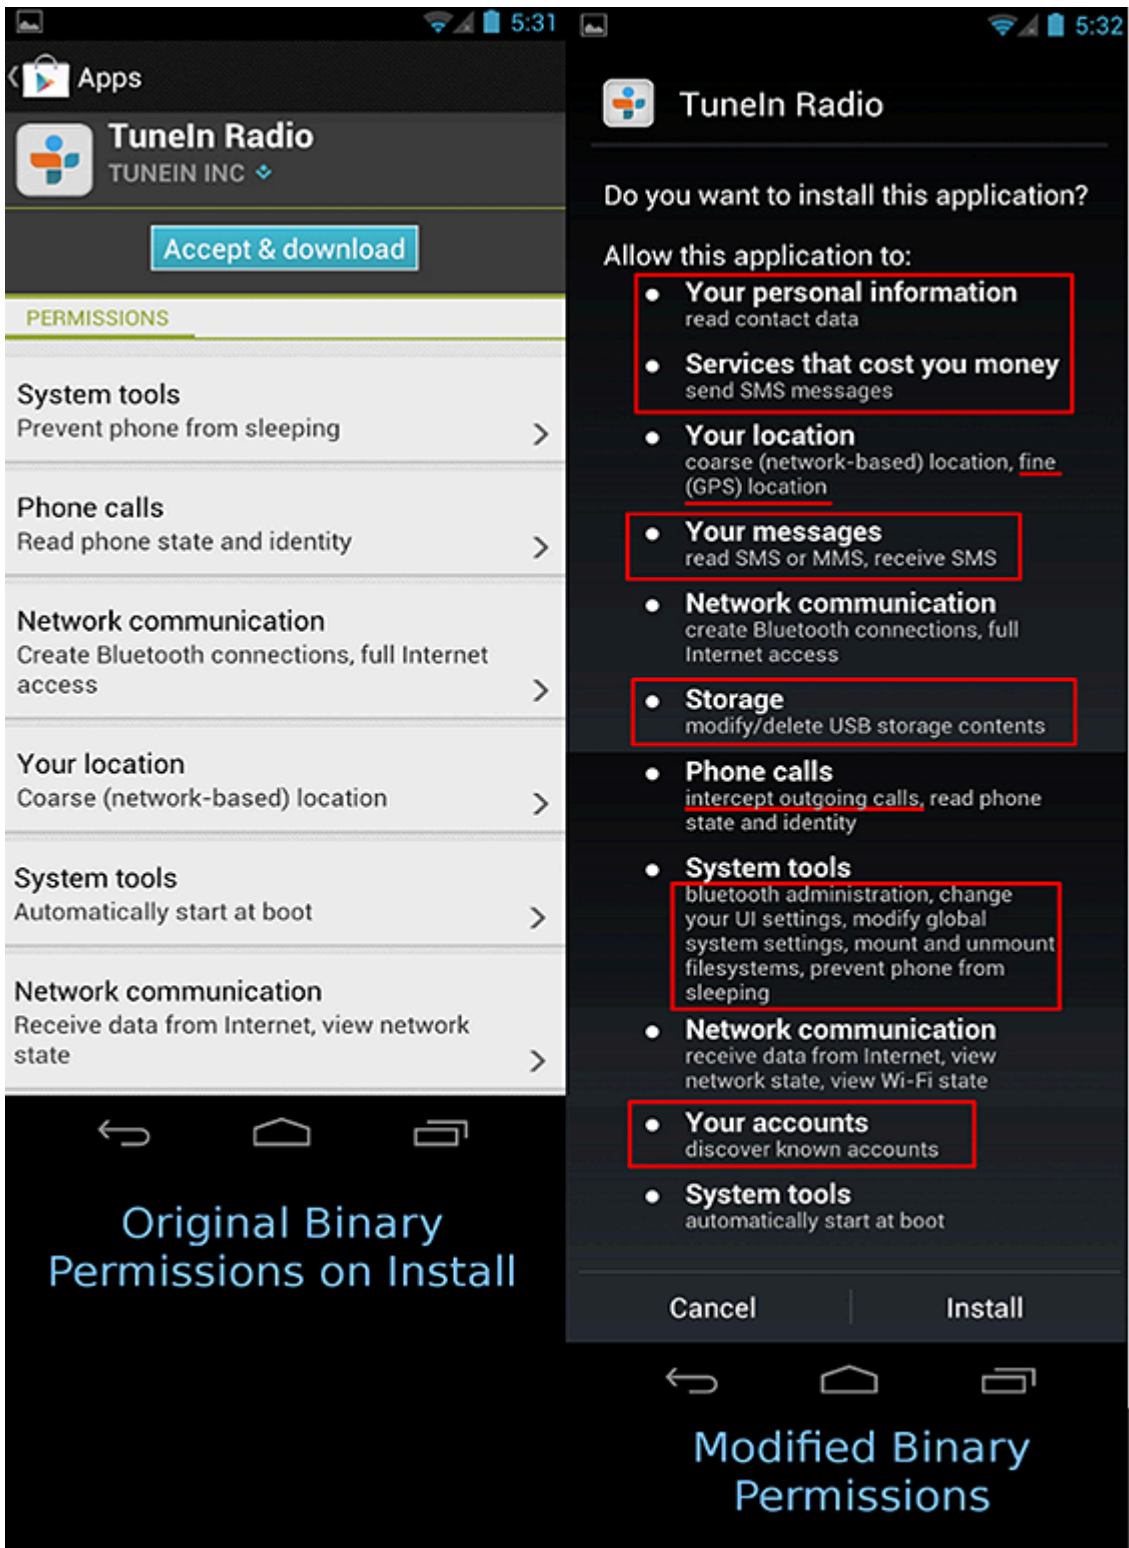 5:31
Apps
TuneIn Radio
TUNEIN INC
Accept & download
PERMISSIONS
System tools
Prevent phone from sleeping
Phone calls
Read phone state and identity
Network communication
Create Bluetooth connections, full Internet
access
Your location
Coarse (network-based) location
System tools
Automatically start at boot
Network communication
Receive data from Internet, view network
state
Original Binary
Permissions on Install
5:32
TuneIn Radio
Do you want to install this application?
Allow this application to:
Your personal information
read contact data
Services that cost you money
send SMS messages
Your location
coarse (network-based) location, fine
(GPS) location
Your messages
read SMS or MMS, receive SMS
Network communication
create Bluetooth connections, full
Internet access
Storage
modify/delete USB storage contents
Phone calls
intercept outgoing calls, read phone
state and identity
System tools
bluetooth administration, change
your UI settings, modify global
system settings, mount and unmount
filesystems, prevent phone from
sleeping
Network communication
receive data from Internet, view
network state, view Wi-Fi state
Your accounts
discover known accounts
System tools
automatically start at boot
Cancel
Install
Modified Binary
Permissions